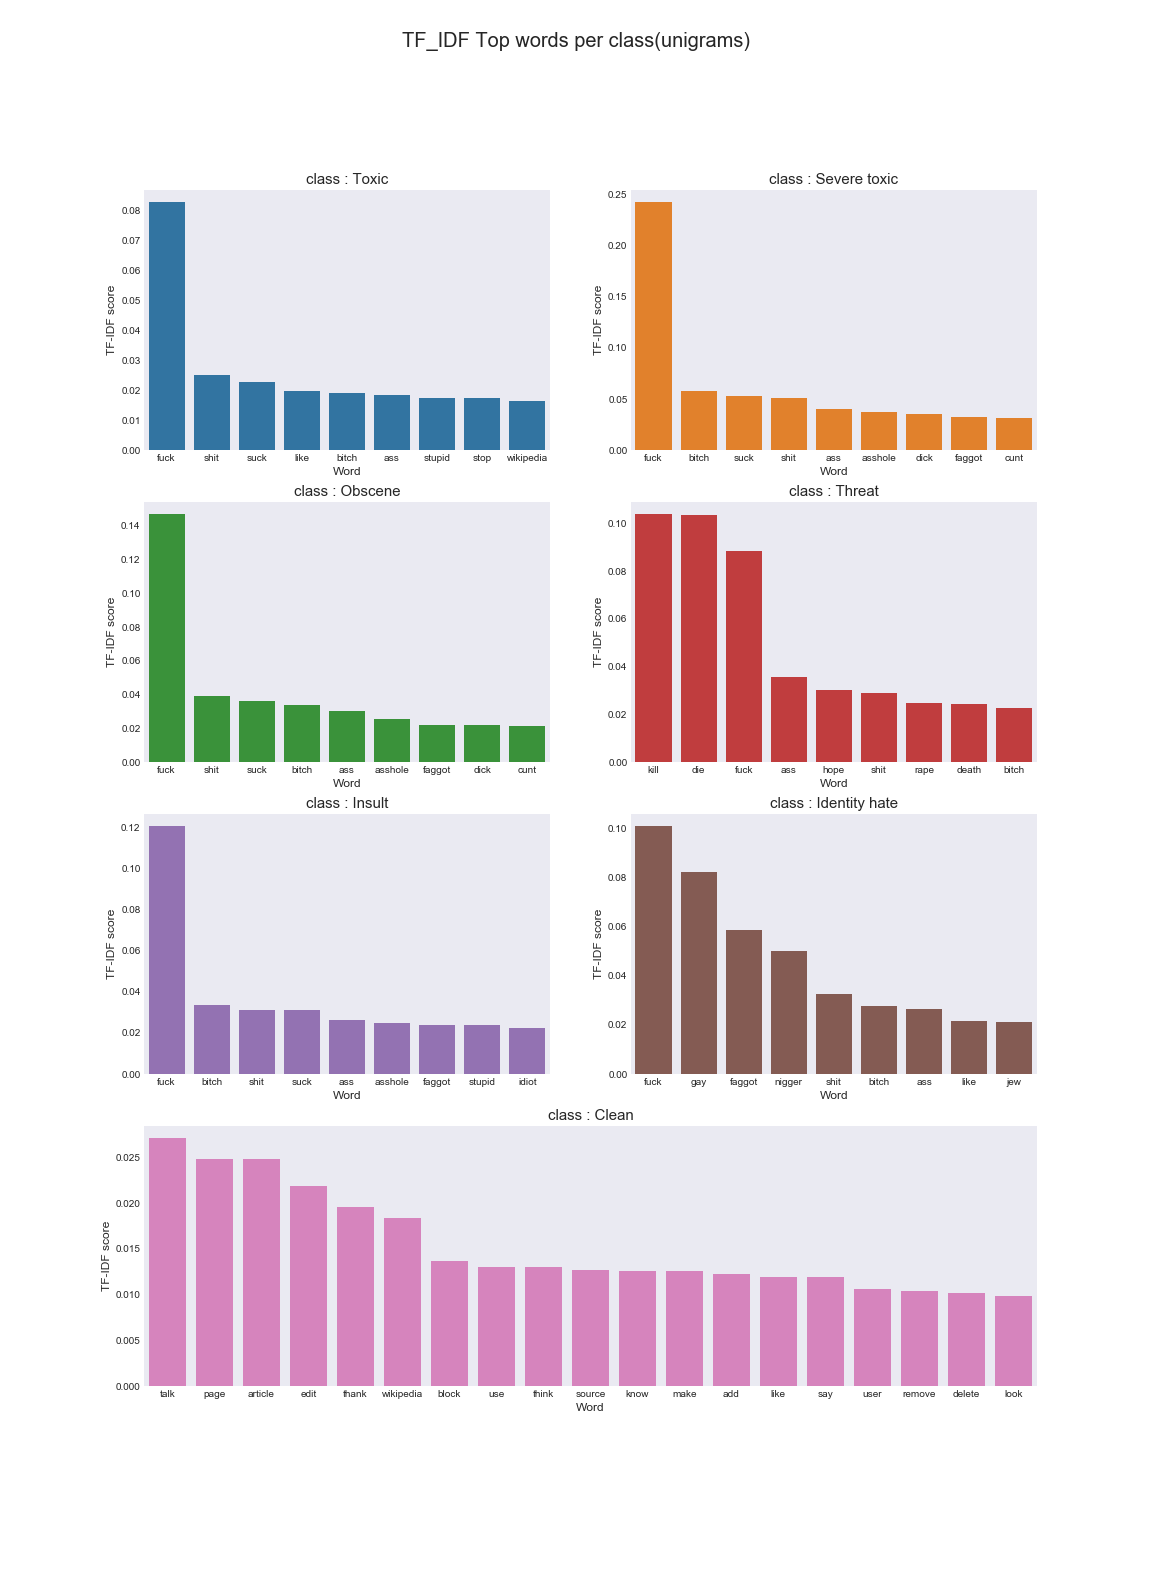 TF_IDF Top words per class(unigrams)
class : Toxic
0.08
0.07
0.06
0.05
0.04
0.03
0.02
0.01
0.00
TF-IDF score
fuck shit suck like bitch ass stupid stop wikipedia
Word
class : Severe toxic
0.25
0.20
0.15
0.10
0.05
0.00
TF-IDF score
fuck bitch suck shit ass asshole dick faggot cunt
Word
class : Obscene
0.14
0.12
0.10
0.08
0.06
0.04
0.02
0.00
TF-IDF score
fuck shit suck bitch ass asshole faggot dick cunt
Word
class : Threat
0.10
0.08
0.06
0.04
0.02
0.00
TF-IDF score
kill die fuck ass hope shit rape death bitch
Word
class : Insult
0.12
0.10
0.08
0.06
0.04
0.02
0.00
TF-IDF score
fuck bitch shit suck ass asshole faggot stupid idiot
Word
class : Identity hate
0.10
0.08
0.06
0.04
0.02
0.00
TF-IDF score
fuck gay faggot nigger shit bitch ass like jew
Word
class : Clean
0.025
0.020
0.015
0.010
0.005
0.000
TF-IDF score
talk page article edit thank wikipedia block use think source know make add like say user remove delete look
Word